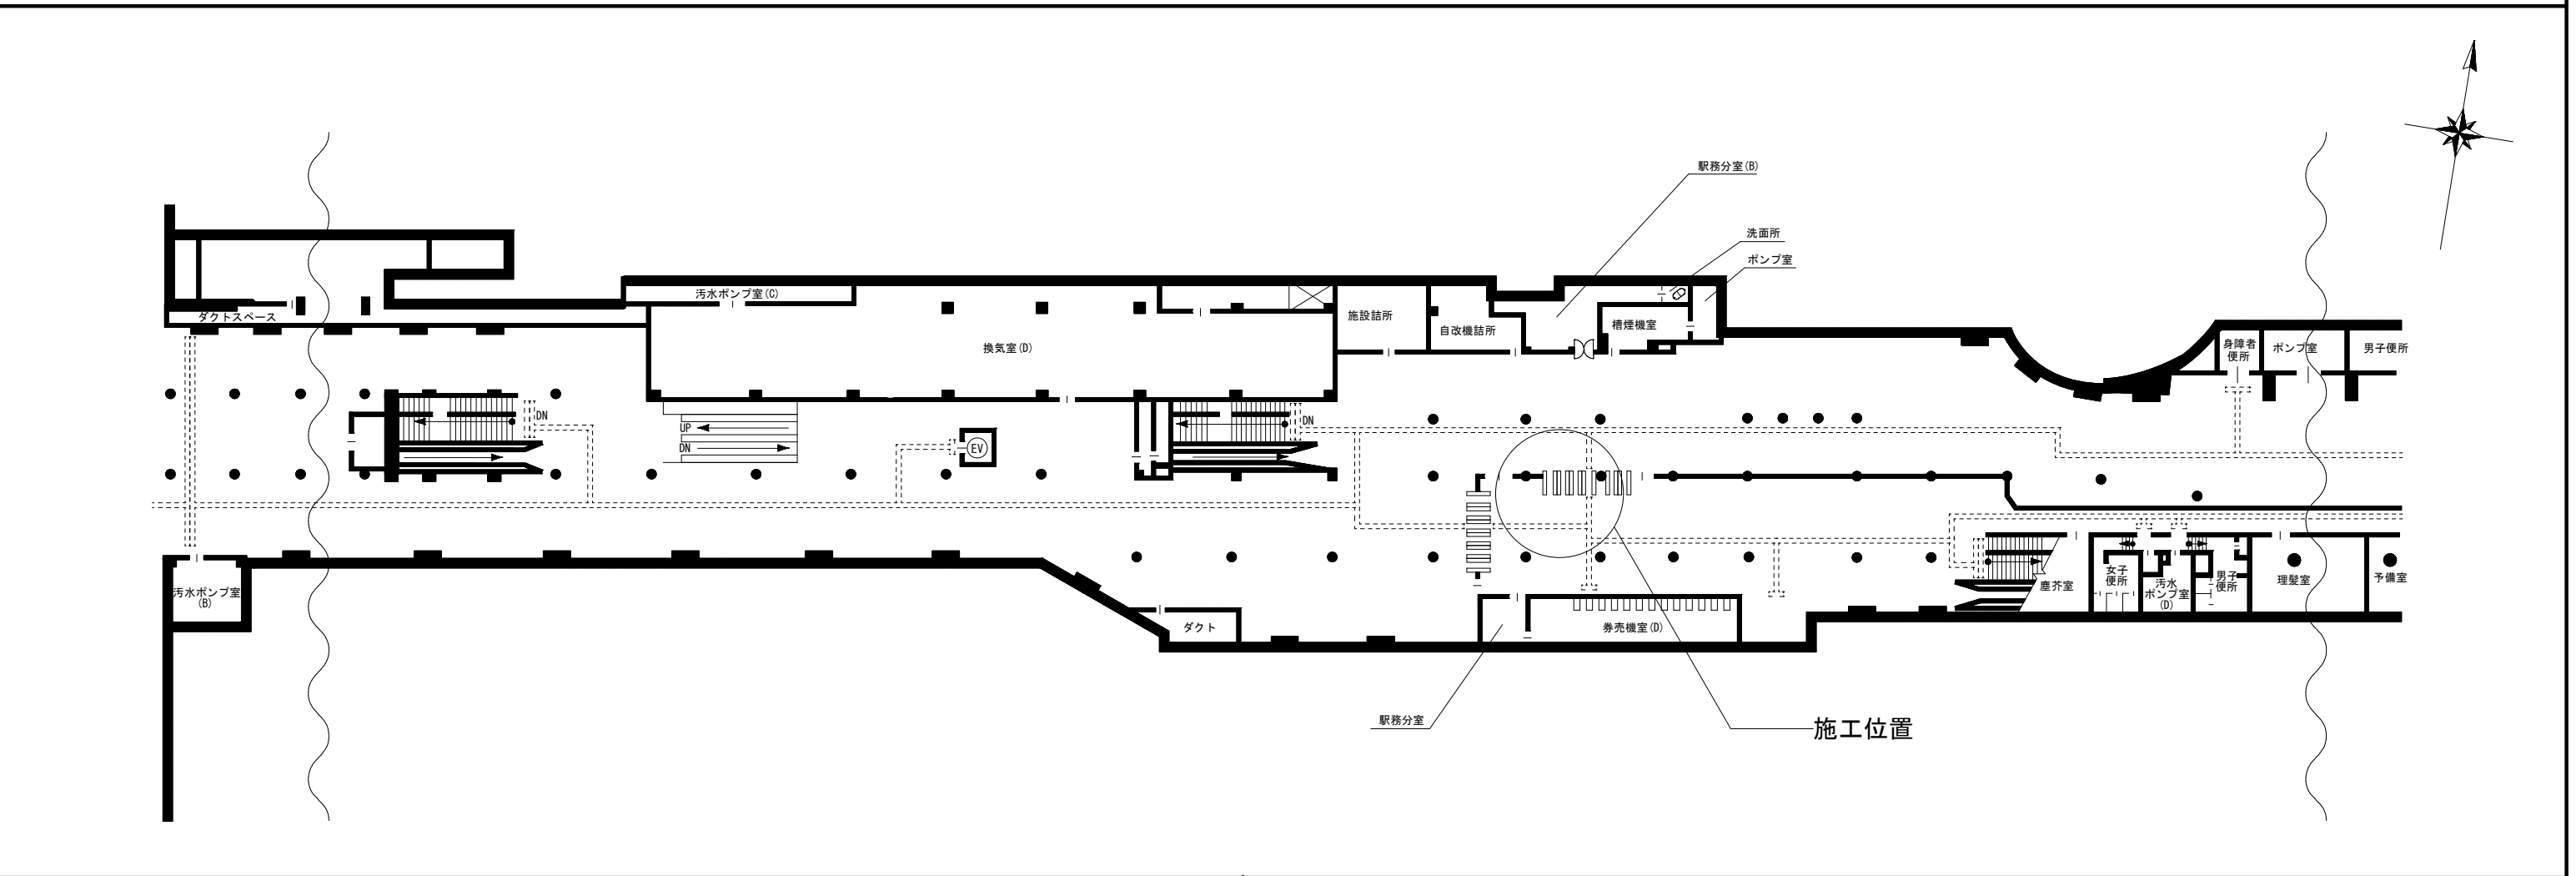 駅務分室(B)
洗面所
ポンプ室
汚水ポンプ室(C)
ダクトスペース
換気室(D)
施設詰所
自改機詰所
槽煙機室
身障者
便所
ポンプ室
男子便所
DN
UP
DN
EV
DN
汚水ポンプ室
(B)
ダクト
券売機室(D)
塵芥室
女子
便所
汚水
ポンプ室
(D)
男子
便所
理髪室
予備室
駅務分室
施工位置